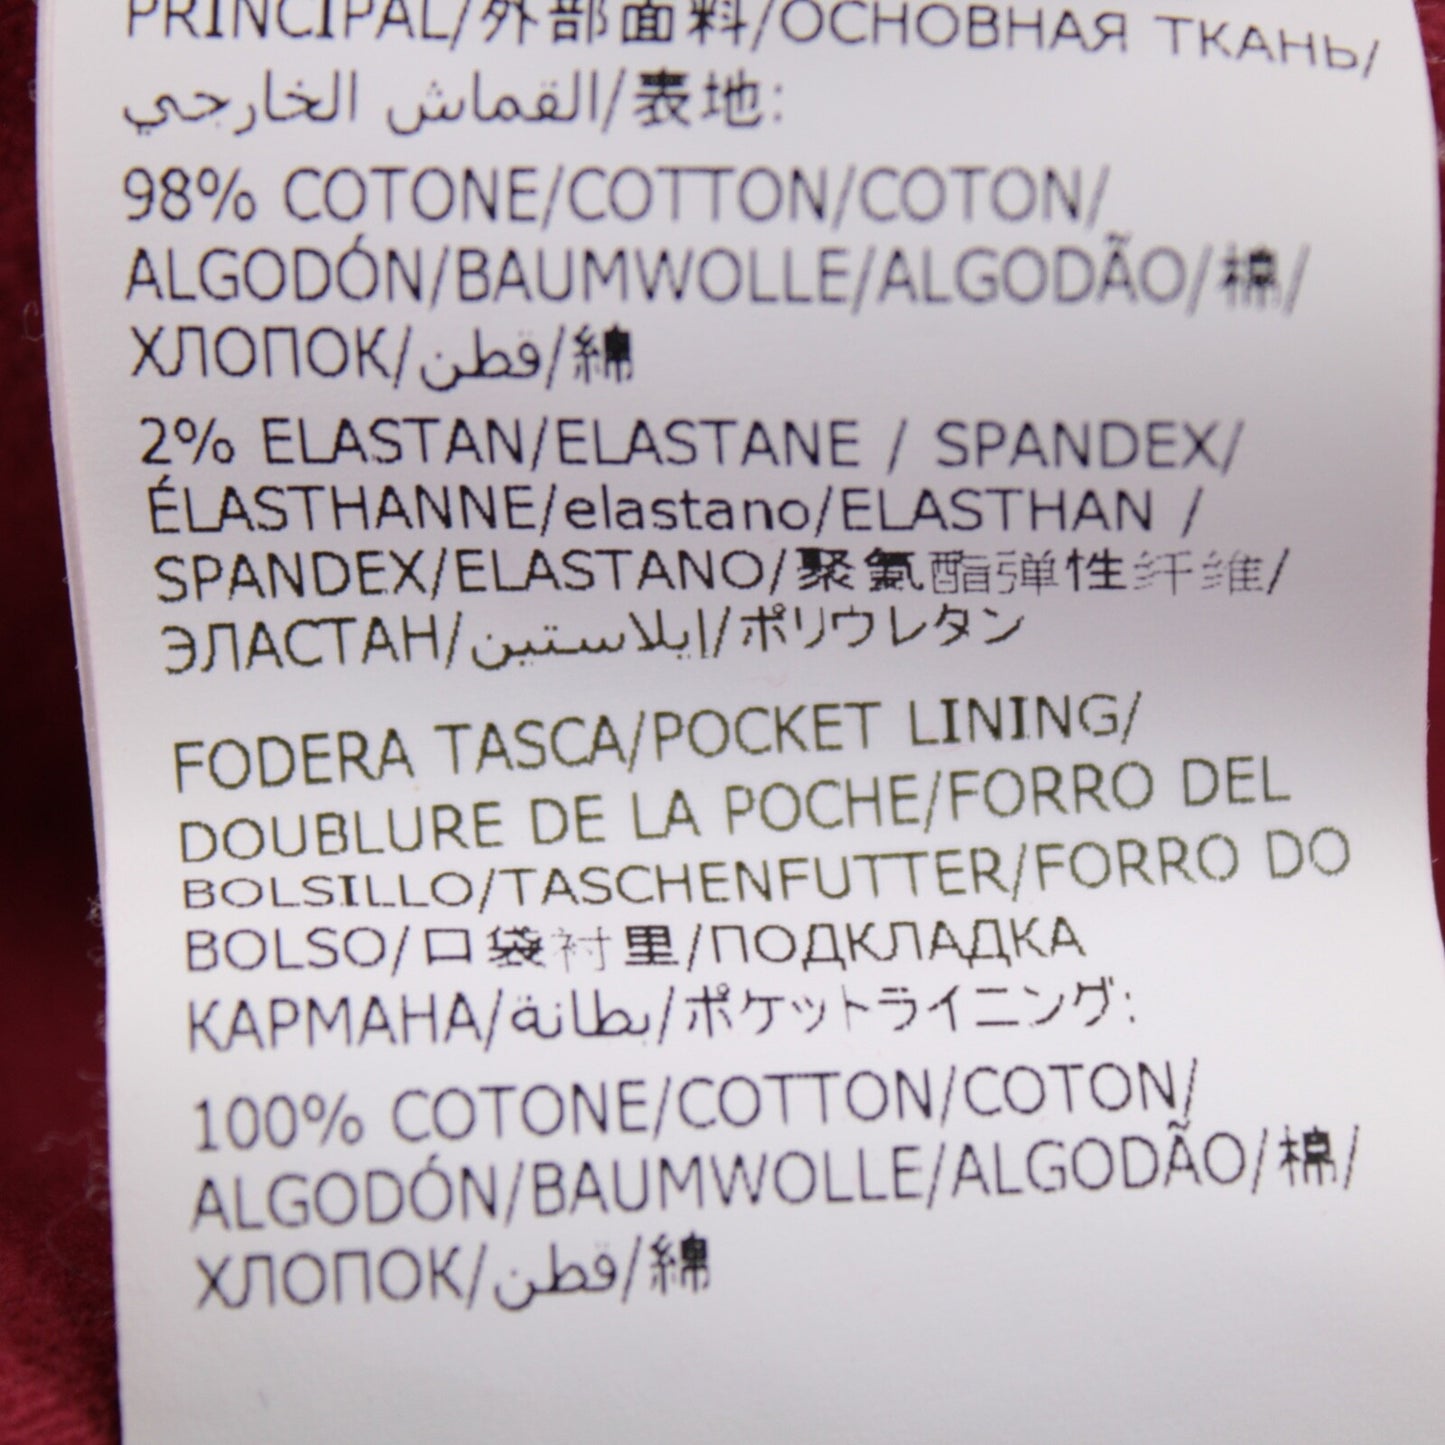 PRINCIPAL/外部面料/ОСНОВНАЯ ТКАНЬ/
القماش الخارجي/表地:
98% COTONE/COTTON/COTON/
ALGODÓN/BAUMWOLLE/ALGODÃO/棉/
ХЛОПОК/قطن/綿
2% ELASTAN/ELASTANE / SPANDEX/
ÉLASTHANNE/elastano/ELASTHAN /
SPANDEX/ELASTANO/聚氨酯弹性纤维/
ЭЛАСТАН/إيلاستين/ポリウレタン
FODERA TASCA/POCKET LINING/
DOUBLURE DE LA POCHE/FORRO DEL
BOLSILLO/TASCHENFUTTER/FORRO DO
BOLSO/口袋衬里/ПОДКЛАДКА
КАРМАНА/بطانة/ポケットライニング:
100% COTONE/COTTON/COTON/
ALGODÓN/BAUMWOLLE/ALGODÃO/棉/
ХЛОПОК/قطن/綿